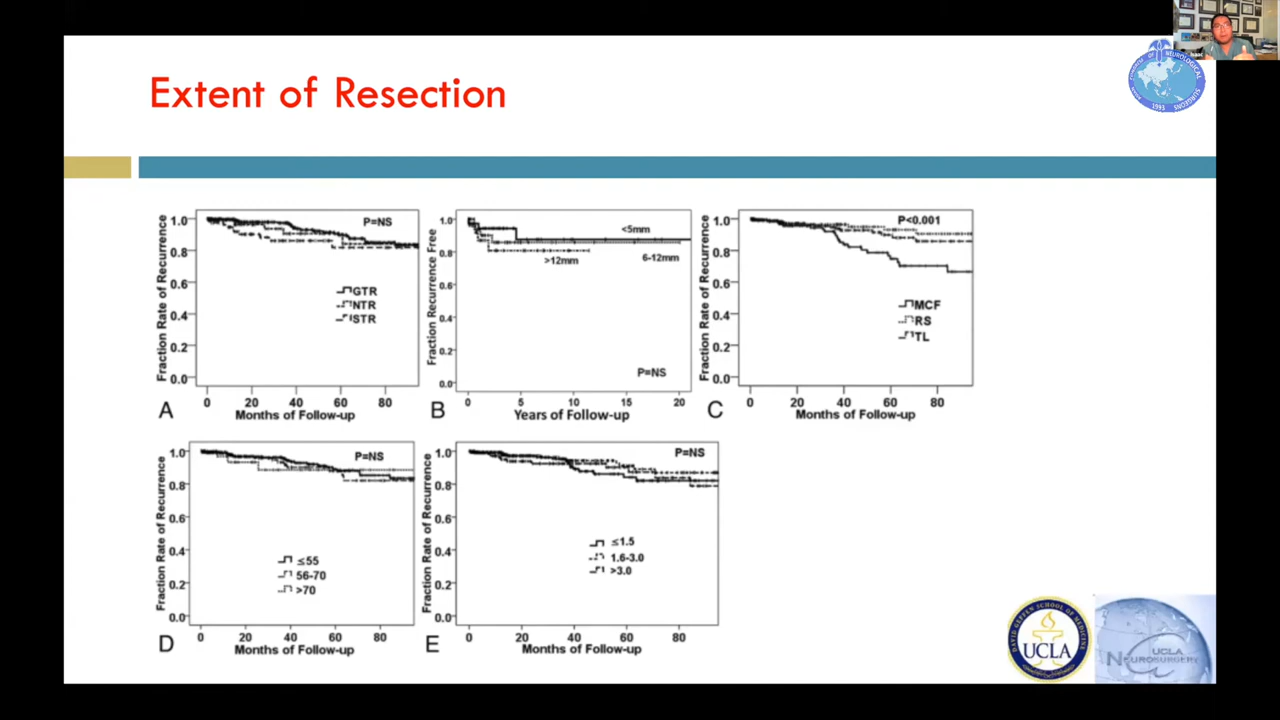 Extent of Resection
CONGRESS OF NEUROLOGICAL SURGEONS
1993
Fraction Rate of Recurrence
1.0
0.8
0.6
0.4
0.2
0.0
P=NS
GTR
NTR
STR
0 20 40 60 80
A Months of Follow-up
Fraction Recurrence Free
1.0
0.8
0.6
0.4
0.2
0.0
<5mm
>12mm 6-12mm
P=NS
0 5 10 15 20
B Years of Follow-up
Fraction Rate of Recurrence
1.0
0.8
0.6
0.4
0.2
0.0
P<0.001
MCF
RS
TL
0 20 40 60 80
C Months of Follow-up
Fraction Rate of Recurrence
1.0
0.8
0.6
0.4
0.2
0.0
P=NS
≤55
56-70
>70
0 20 40 60 80
D Months of Follow-up
Fraction Rate of Recurrence
1.0
0.8
0.6
0.4
0.2
0.0
P=NS
≤1.5
1.6-3.0
>3.0
0 20 40 60 80
E Months of Follow-up
DAVID GEFFEN SCHOOL OF MEDICINE
UCLA
UCLA
NEUROSURGERY